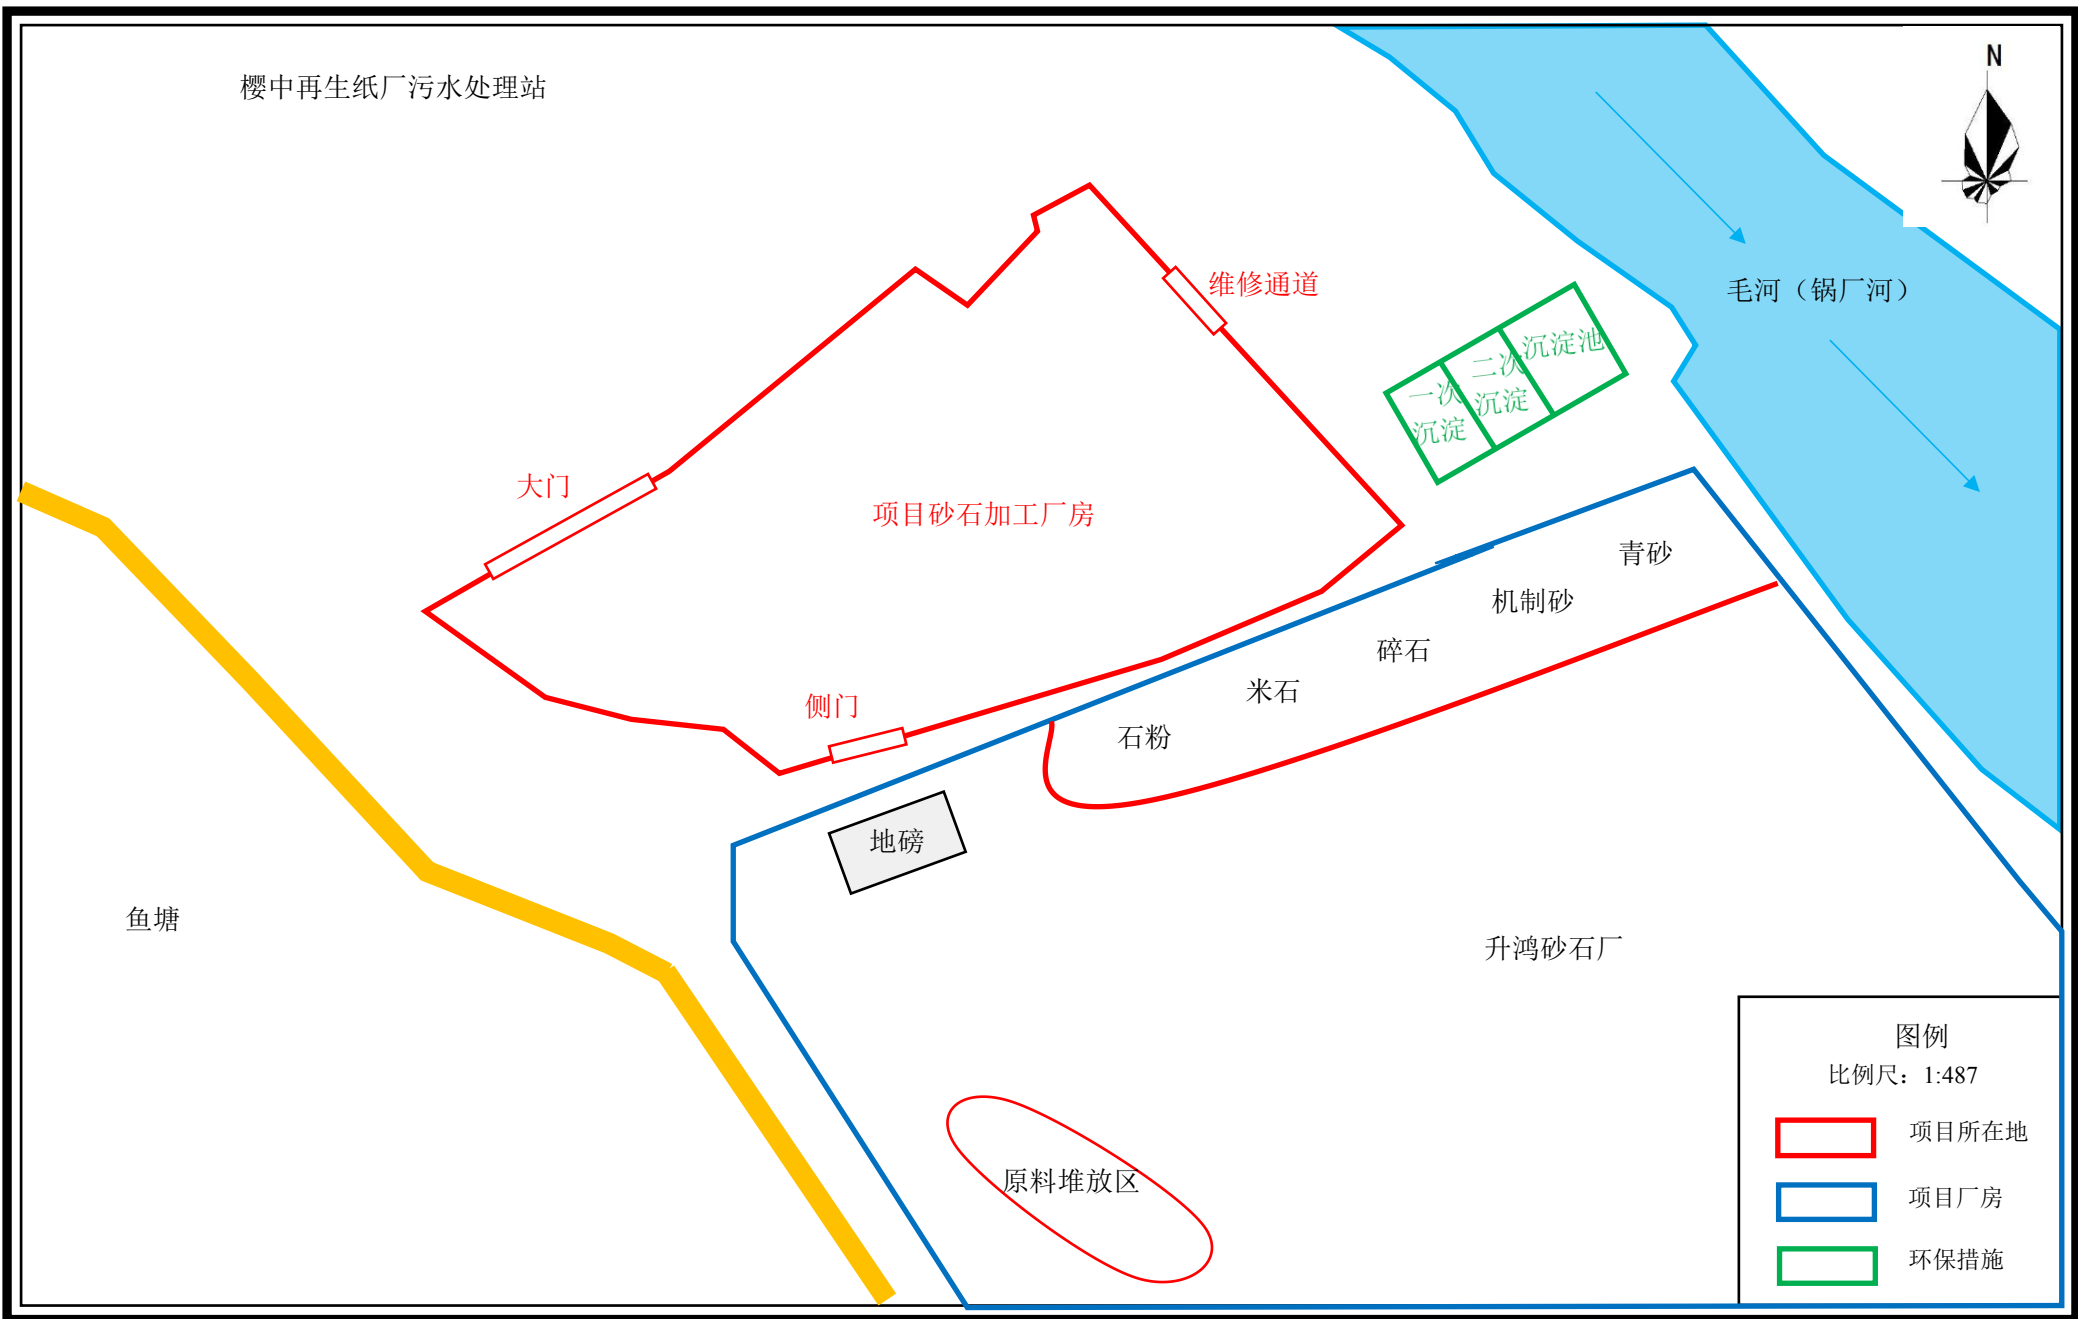 樱中再生纸厂污水处理站
N
维修通道
毛河（锅厂河）
沉淀池
二次
沉淀
一次
沉淀
大门
项目砂石加工厂房
青砂
机制砂
碎石
米石
石粉
侧门
地磅
鱼塘
升鸿砂石厂
原料堆放区
图例
比例尺：1:487
项目所在地
项目厂房
环保措施